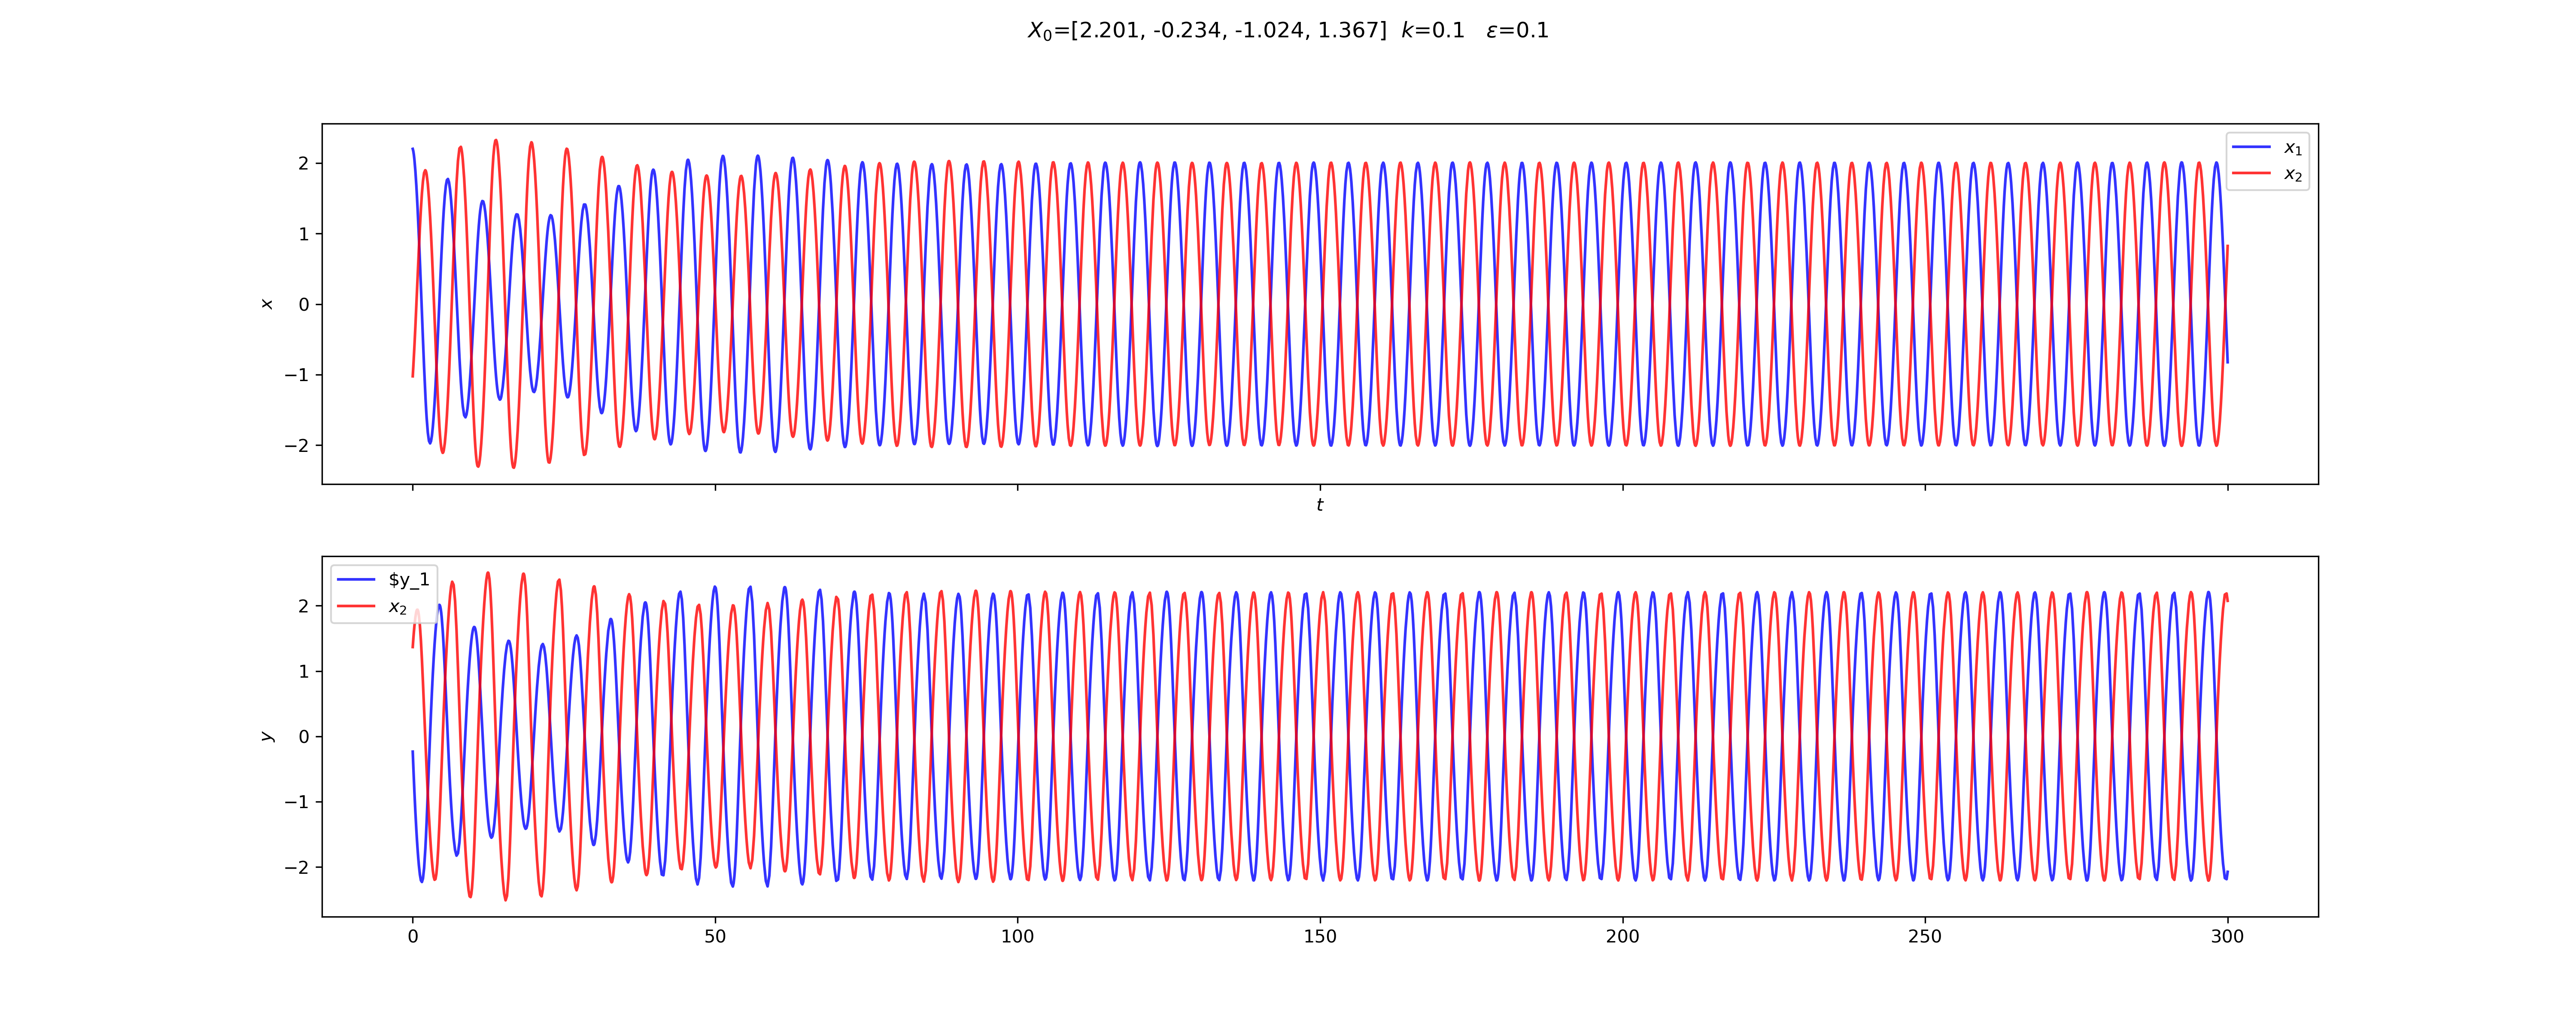 X₀=[2.201, -0.234, -1.024, 1.367] k=0.1 ε=0.1
2
1
0
−1
−2
x
x₁
x₂
t
2
1
0
−1
−2
y
$y_1
x₂
0 50 100 150 200 250 300